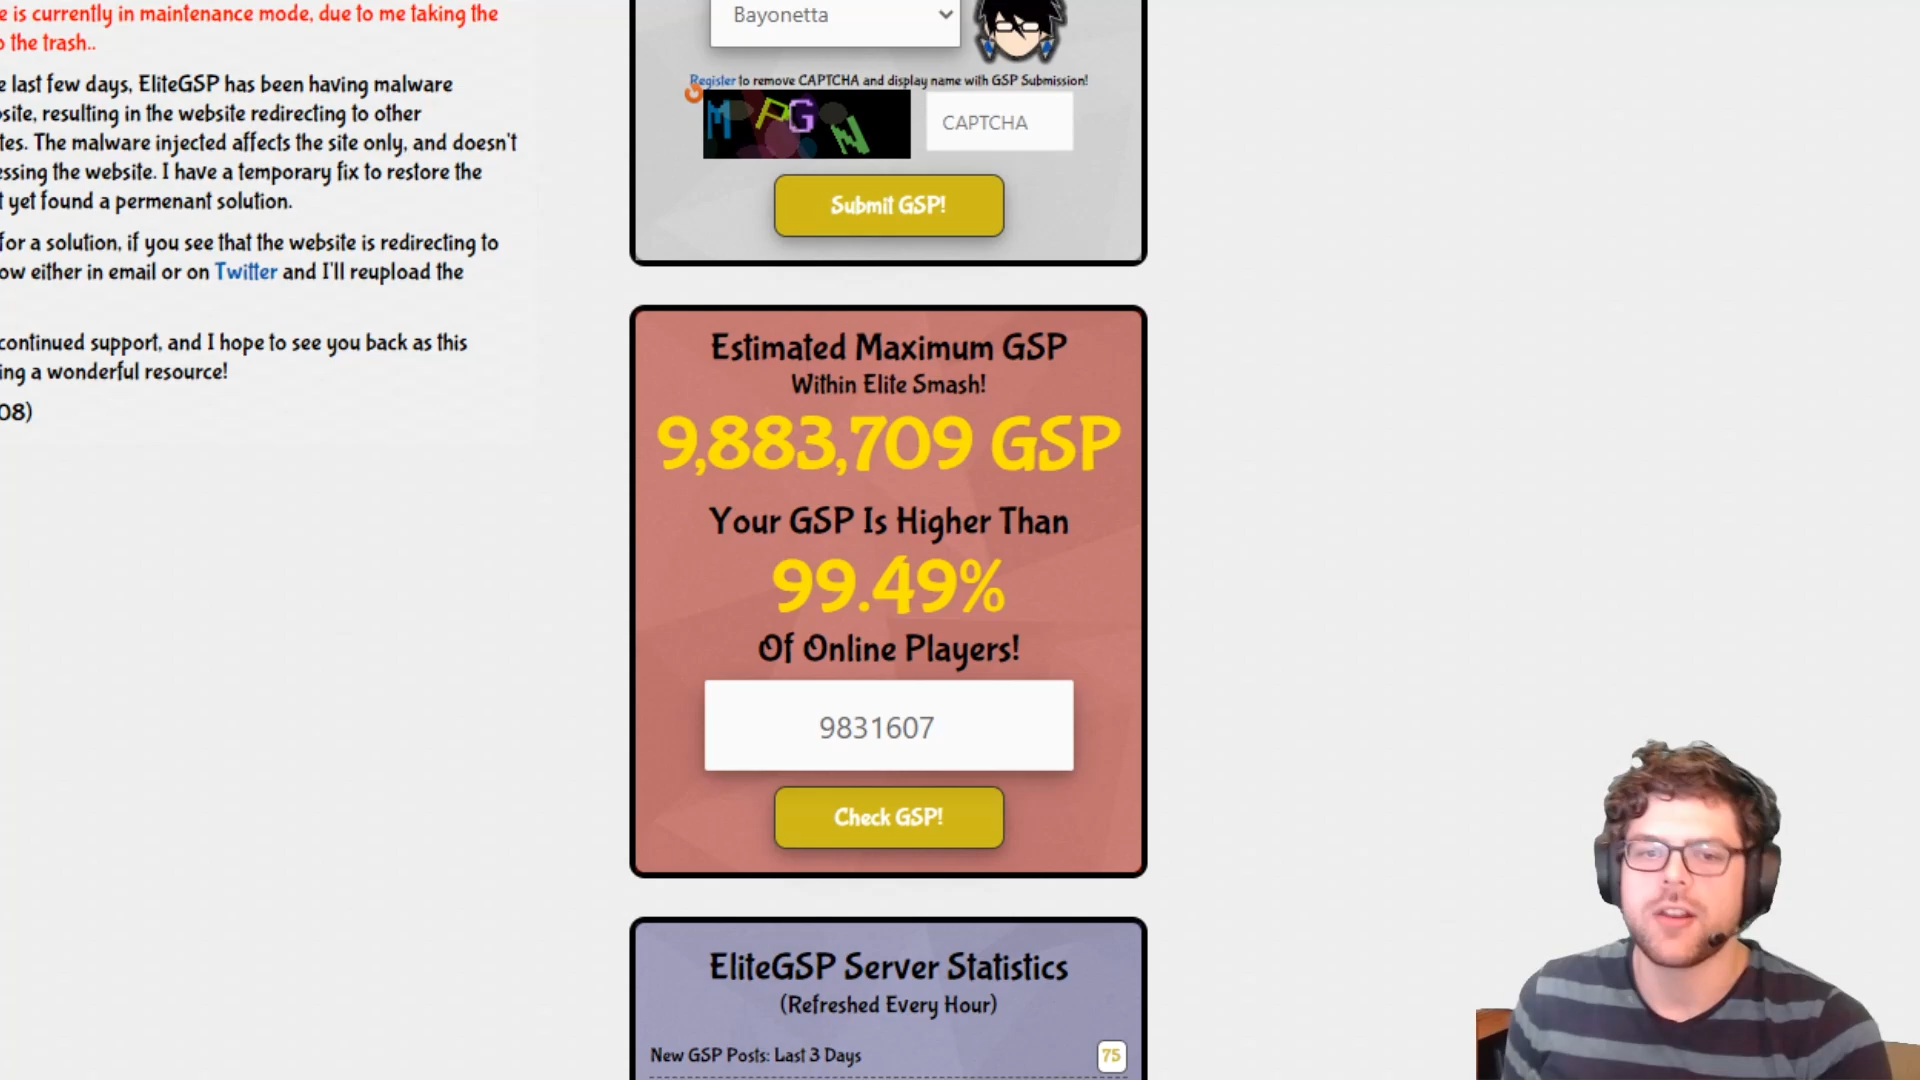 e is currently in maintenance mode, due to me taking the
o the trash..
e last few days, EliteGSP has been having malware
site, resulting in the website redirecting to other
tes. The malware injected affects the site only, and doesn't
essing the website. I have a temporary fix to restore the
t yet found a permenant solution.
for a solution, if you see that the website is redirecting to
ow either in email or on Twitter and I'll reupload the
continued support, and I hope to see you back as this
ing a wonderful resource!
08)
Bayonetta
Register to remove CAPTCHA and display name with GSP Submission!
M P G N
CAPTCHA
Submit GSP!
Estimated Maximum GSP
Within Elite Smash!
9,883,709 GSP
Your GSP Is Higher Than
99.49%
Of Online Players!
9831607
Check GSP!
EliteGSP Server Statistics
(Refreshed Every Hour)
New GSP Posts: Last 3 Days
75